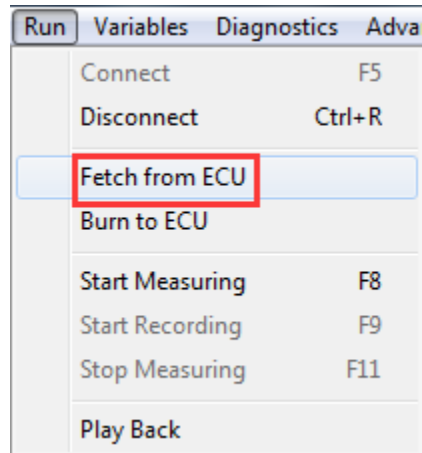 Run Variables Diagnostics Adva
Connect F5
Disconnect Ctrl+R
Fetch from ECU
Burn to ECU
Start Measuring F8
Start Recording F9
Stop Measuring F11
Play Back